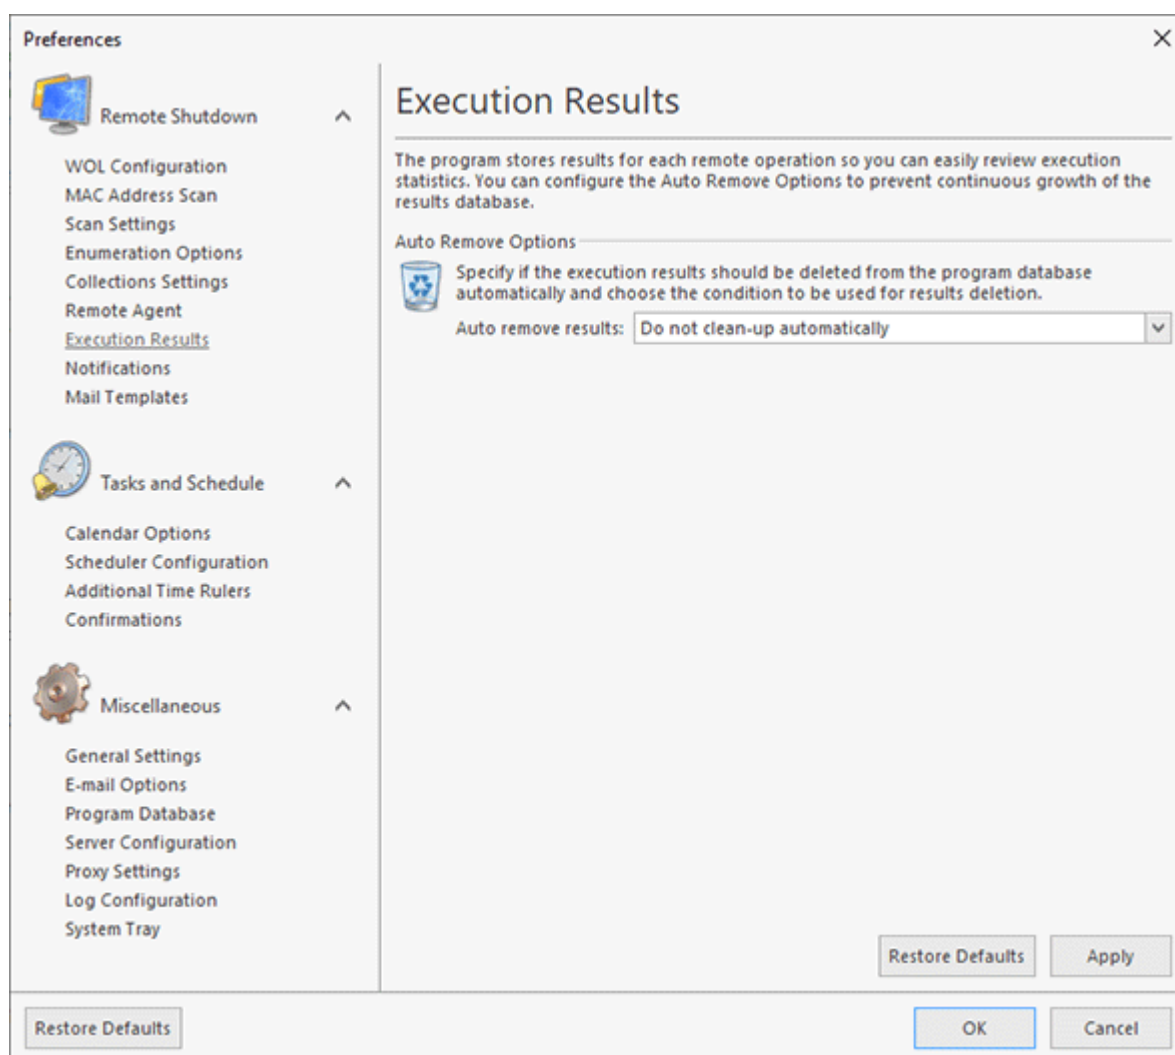 Preferences
Remote Shutdown
WOL Configuration
MAC Address Scan
Scan Settings
Enumeration Options
Collections Settings
Remote Agent
Execution Results
Notifications
Mail Templates
Tasks and Schedule
Calendar Options
Scheduler Configuration
Additional Time Rulers
Confirmations
Miscellaneous
General Settings
E-mail Options
Program Database
Server Configuration
Proxy Settings
Log Configuration
System Tray
Execution Results
The program stores results for each remote operation so you can easily review execution
statistics. You can configure the Auto Remove Options to prevent continuous growth of the
results database.
Auto Remove Options
Specify if the execution results should be deleted from the program database
automatically and choose the condition to be used for results deletion.
Auto remove results: Do not clean-up automatically
Restore Defaults Apply
Restore Defaults OK Cancel